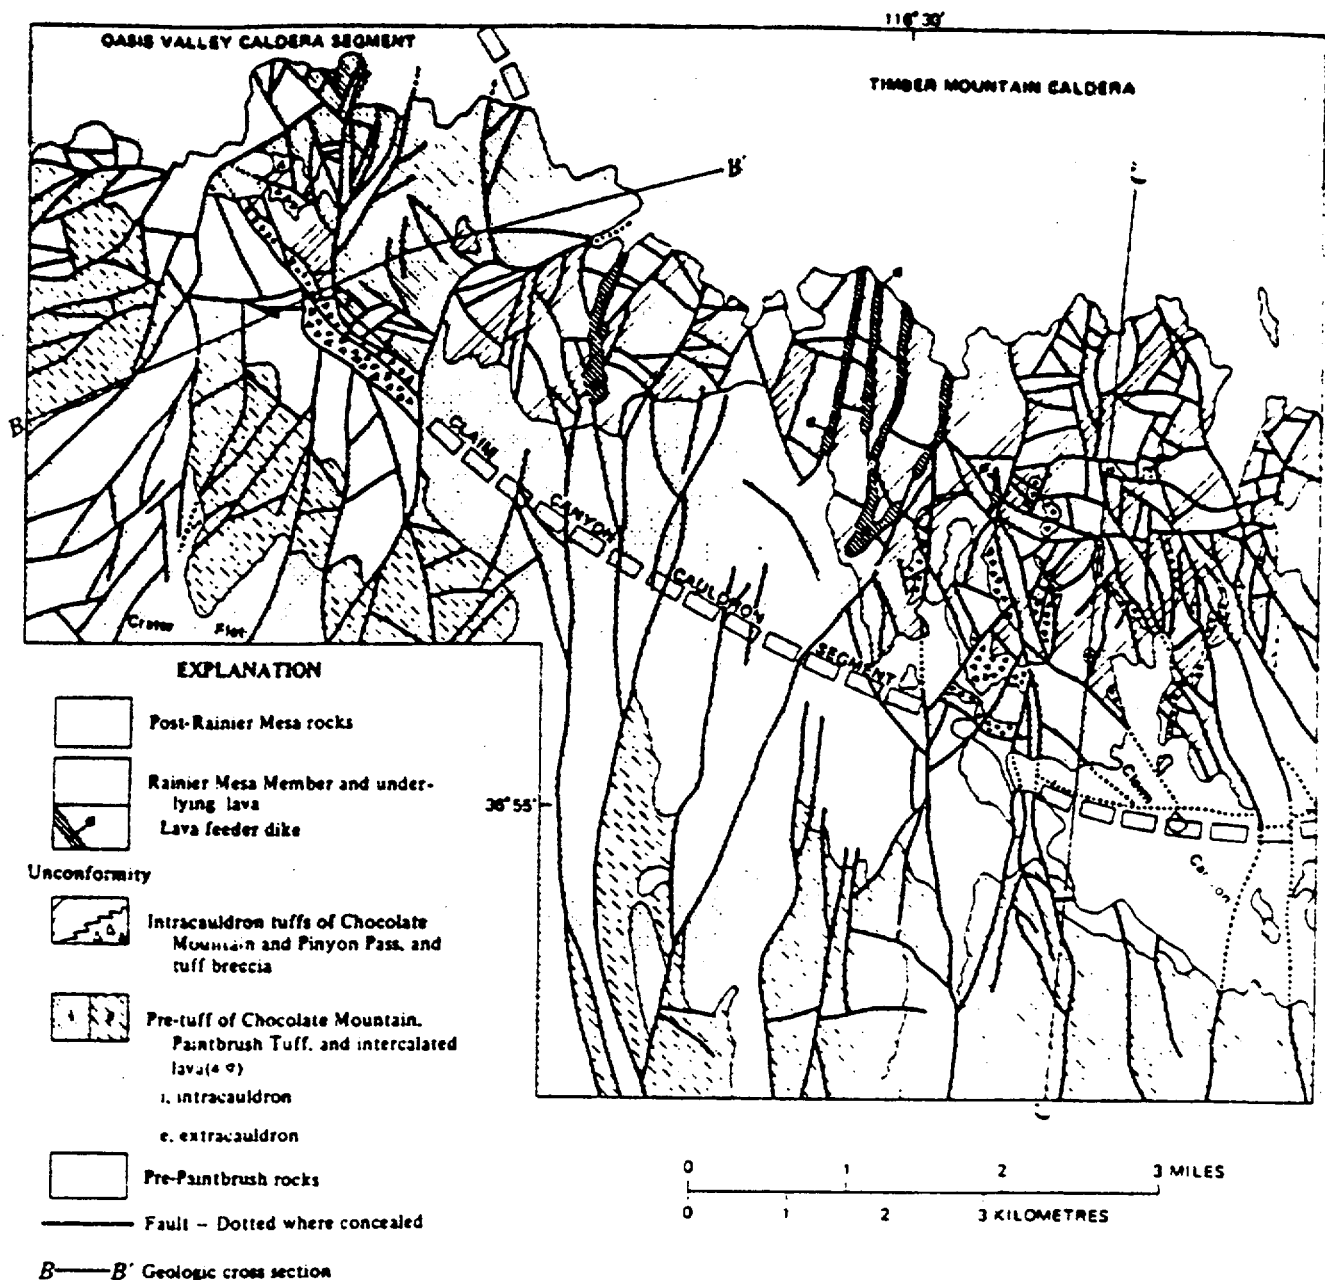 116° 30'
OASIS VALLEY CALDERA SEGMENT
TIMBER MOUNTAIN CALDERA
B'
B
CLAIM
CANYON
CAULDRON
SEGMENT
Crater Flat
36° 55'
EXPLANATION
Post-Rainier Mesa rocks
Rainier Mesa Member and under-
lying lava
Lava feeder dike
Unconformity
Intracauldron tuffs of Chocolate
Mountain and Pinyon Pass, and
tuff breccia
Pre-tuff of Chocolate Mountain,
Paintbrush Tuff, and intercalated
lava
i, intracauldron
e, extracauldron
Pre-Paintbrush rocks
Fault – Dotted where concealed
B B' Geologic cross section
0 1 2 3 MILES
0 1 2 3 KILOMETRES